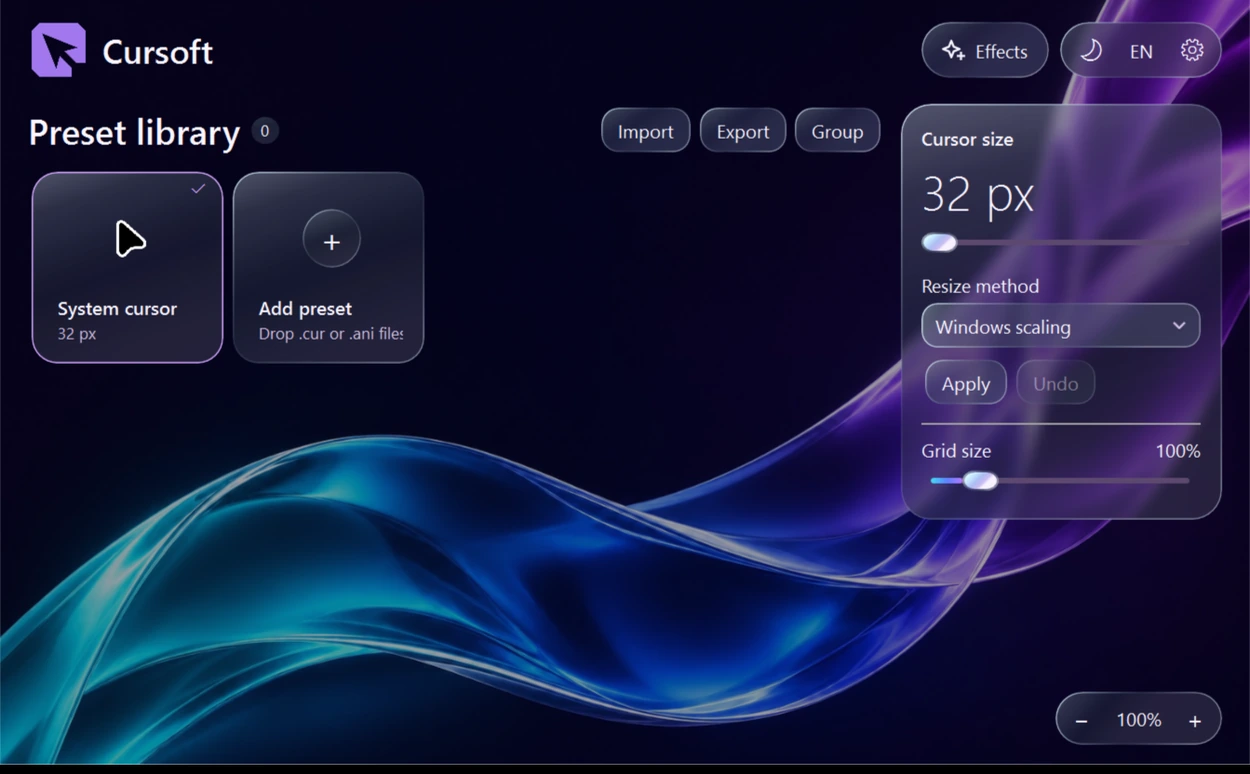 Cursoft
Effects
EN
Preset library 0
Import
Export
Group
System cursor
32 px
+
Add preset
Drop .cur or .ani files
Cursor size
32 px
Resize method
Windows scaling
Apply
Undo
Grid size 100%
− 100% +